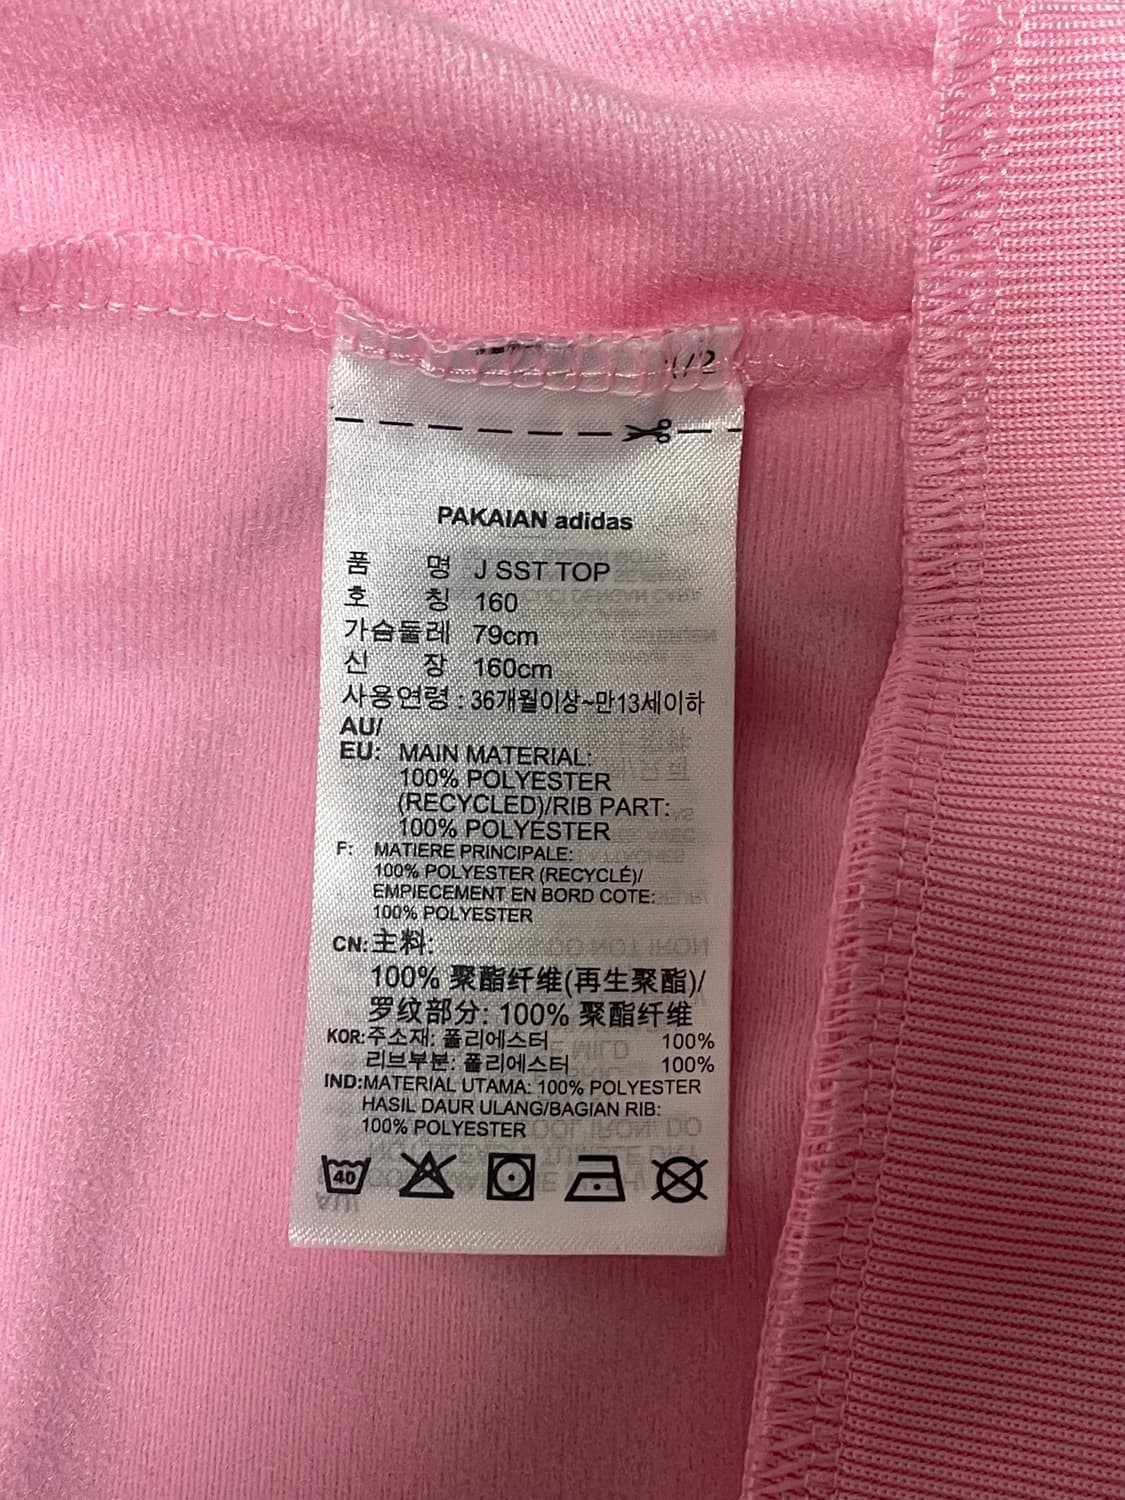 /2
PAKAIAN adidas
품 명 J SST TOP
호 칭 160
가슴둘레 79cm
신 장 160cm
사용연령 : 36개월이상~만13세이하
AU/
EU: MAIN MATERIAL:
100% POLYESTER
(RECYCLED)/RIB PART:
100% POLYESTER
F: MATIERE PRINCIPALE:
100% POLYESTER (RECYCLÉ)/
EMPIECEMENT EN BORD COTE:
100% POLYESTER
CN: 主料:
100% 聚酯纤维(再生聚酯)/
罗纹部分: 100% 聚酯纤维
KOR: 주소재: 폴리에스터 100%
리브부분: 폴리에스터 100%
IND: MATERIAL UTAMA: 100% POLYESTER
HASIL DAUR ULANG/BAGIAN RIB:
100% POLYESTER
40